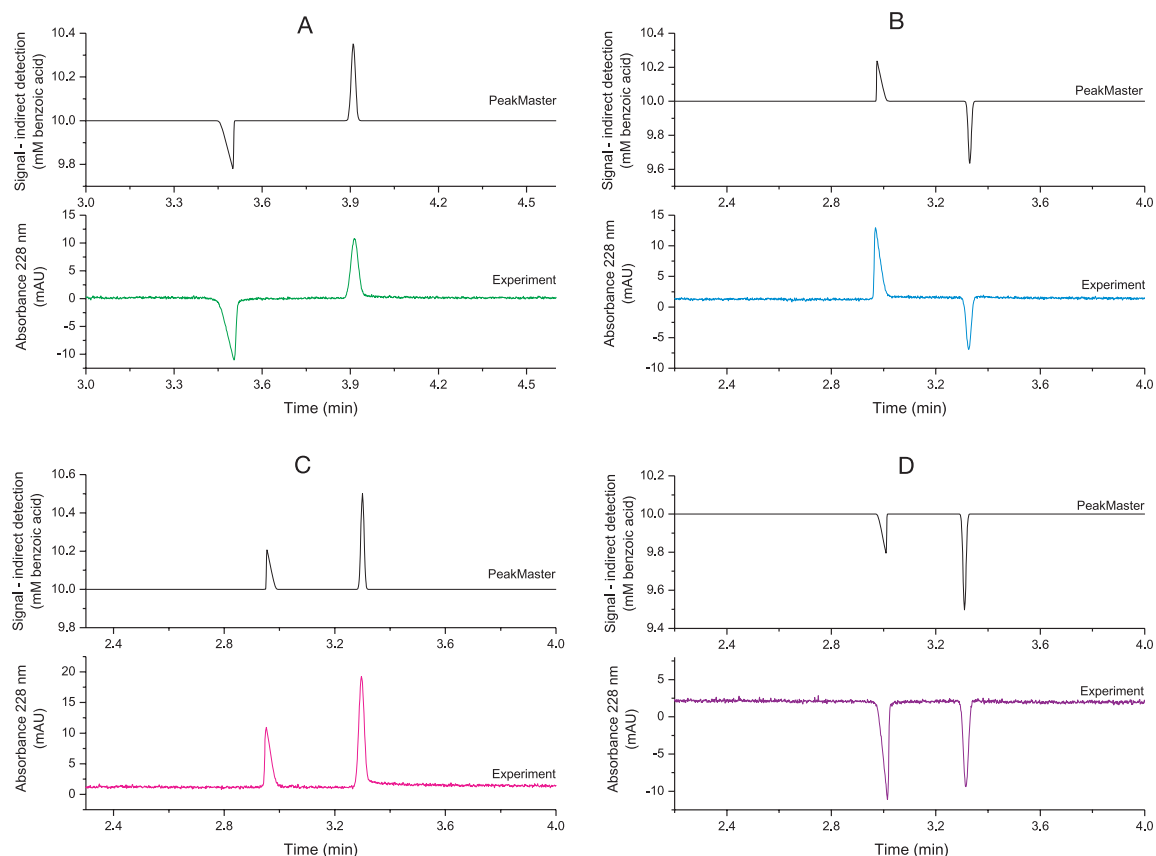 A
Signal - indirect detection
(mM benzoic acid)
10.4
10.2
10.0
9.8
PeakMaster
3.0 3.3 3.6 3.9 4.2 4.5
Absorbance 228 nm
(mAU)
15
10
5
0
-5
-10
Experiment
3.0 3.3 3.6 3.9 4.2 4.5
Time (min)
B
Signal - indirect detection
(mM benzoic acid)
10.4
10.2
10.0
9.8
9.6
PeakMaster
2.4 2.8 3.2 3.6 4.0
Absorbance 228 nm
(mAU)
15
10
5
0
-5
-10
Experiment
2.4 2.8 3.2 3.6 4.0
Time (min)
C
Signal - indirect detection
(mM benzoic acid)
10.6
10.4
10.2
10.0
9.8
PeakMaster
2.4 2.8 3.2 3.6 4.0
Absorbance 228 nm
(mAU)
20
15
10
5
0
Experiment
2.4 2.8 3.2 3.6 4.0
Time (min)
D
Signal - indirect detection
(mM benzoic acid)
10.2
10.0
9.8
9.6
9.4
PeakMaster
2.4 2.8 3.2 3.6 4.0
Absorbance 228 nm
(mAU)
5
0
-5
-10
Experiment
2.4 2.8 3.2 3.6 4.0
Time (min)